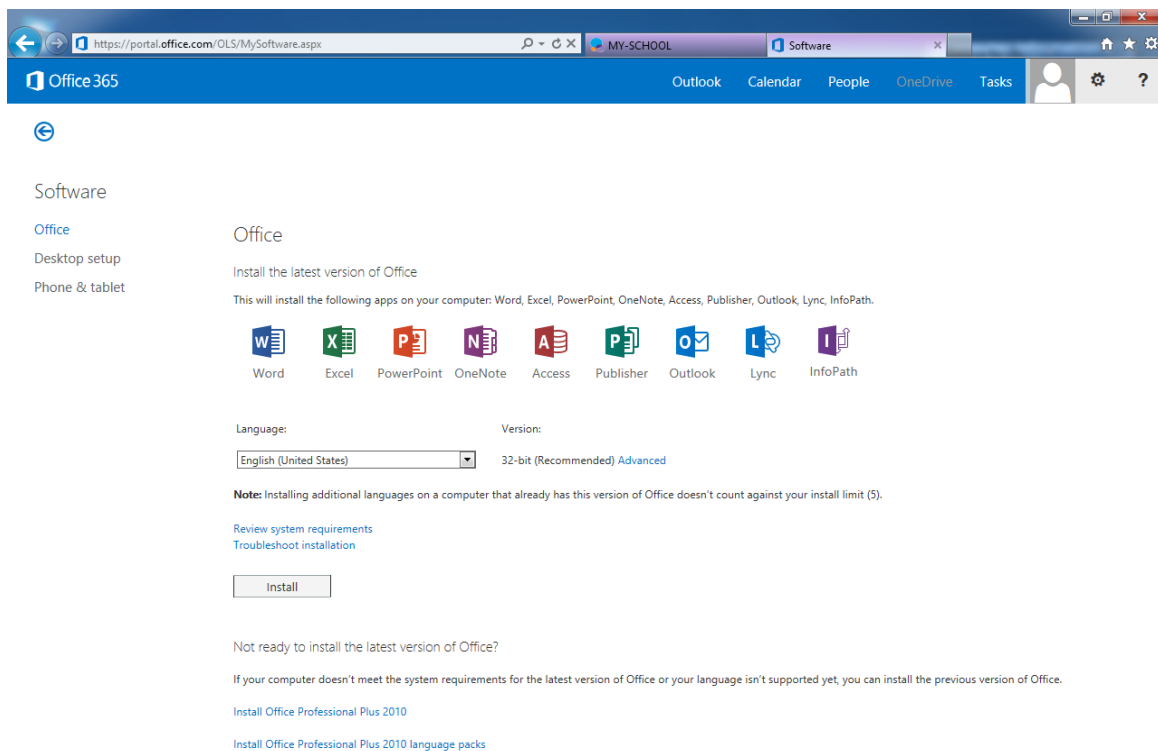 https://portal.office.com/OLS/MySoftware.aspx
MY-SCHOOL
Software
Office 365
Outlook Calendar People OneDrive Tasks ?
Software
Office
Desktop setup
Phone & tablet
Office
Install the latest version of Office
This will install the following apps on your computer: Word, Excel, PowerPoint, OneNote, Access, Publisher, Outlook, Lync, InfoPath.
Word Excel PowerPoint OneNote Access Publisher Outlook Lync InfoPath
Language: Version:
English (United States) 32-bit (Recommended) Advanced
Note: Installing additional languages on a computer that already has this version of Office doesn't count against your install limit (5).
Review system requirements
Troubleshoot installation
Install
Not ready to install the latest version of Office?
If your computer doesn't meet the system requirements for the latest version of Office or your language isn't supported yet, you can install the previous version of Office.
Install Office Professional Plus 2010
Install Office Professional Plus 2010 language packs